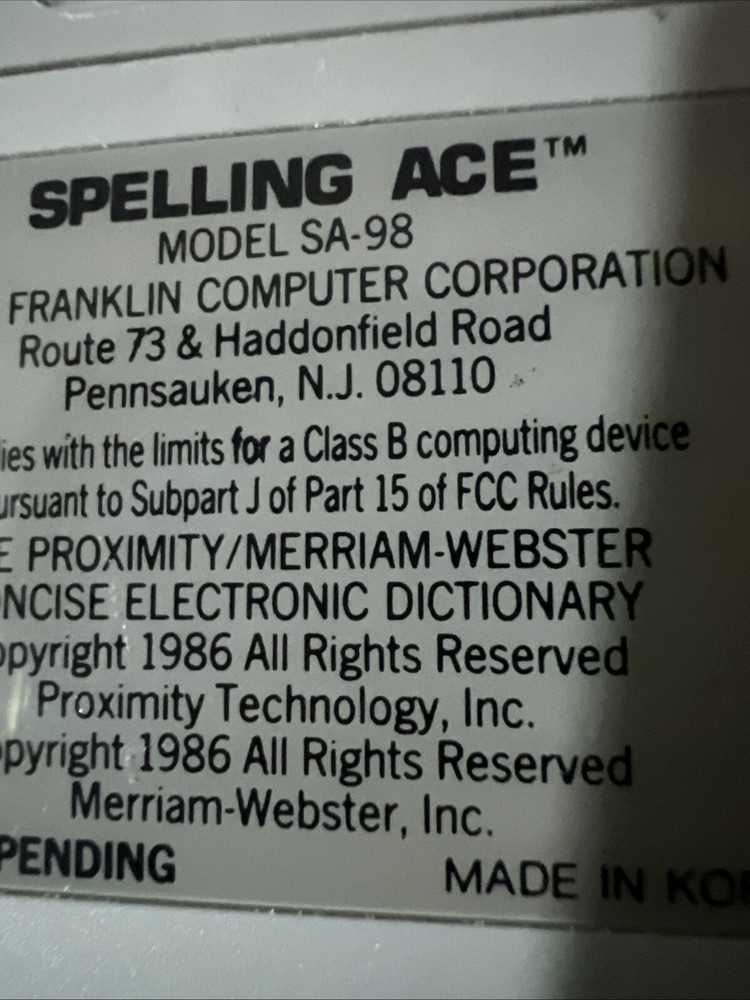 SPELLING ACE™
MODEL SA-98
FRANKLIN COMPUTER CORPORATION
Route 73 & Haddonfield Road
Pennsauken, N.J. 08110
ies with the limits for a Class B computing device
ursuant to Subpart J of Part 15 of FCC Rules.
E PROXIMITY/MERRIAM-WEBSTER
NCISE ELECTRONIC DICTIONARY
opyright 1986 All Rights Reserved
Proximity Technology, Inc.
opyright 1986 All Rights Reserved
Merriam-Webster, Inc.
PENDING MADE IN KO